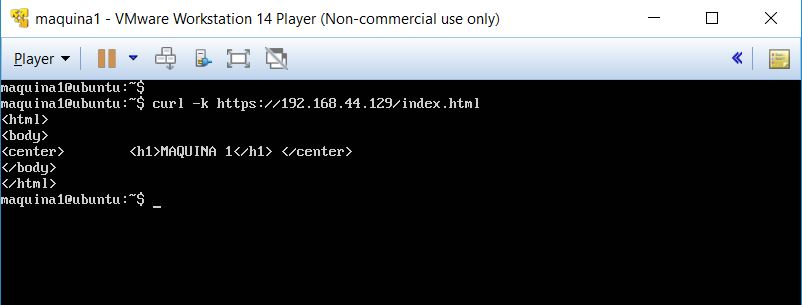 maquina1 - VMware Workstation 14 Player (Non-commercial use only)
Player
maquina1@ubuntu:~$
maquina1@ubuntu:~$ curl -k https://192.168.44.129/index.html
<html>
<body>
<center>        <h1>MAQUINA 1</h1> </center>
</body>
</html>
maquina1@ubuntu:~$ _